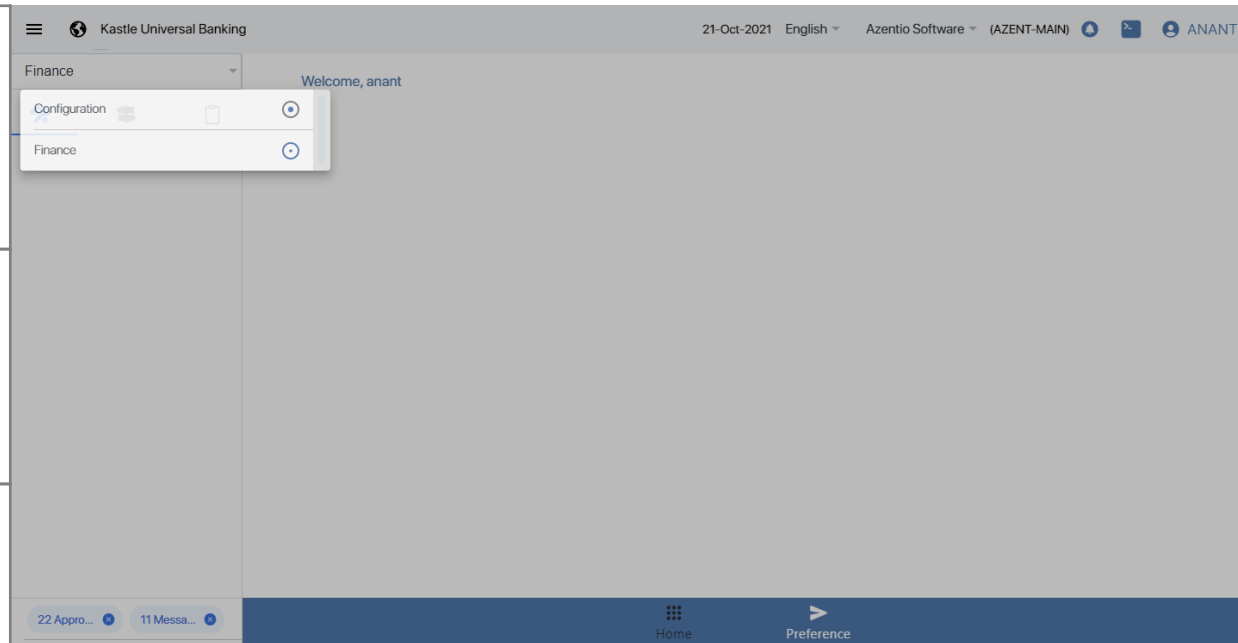 Kastle Universal Banking 21-Oct-2021 English Azentio Software (AZENT-MAIN) ANANT
Finance
Welcome, anant
Configuration
Finance
22 Appro... 11 Messa...
Home Preference